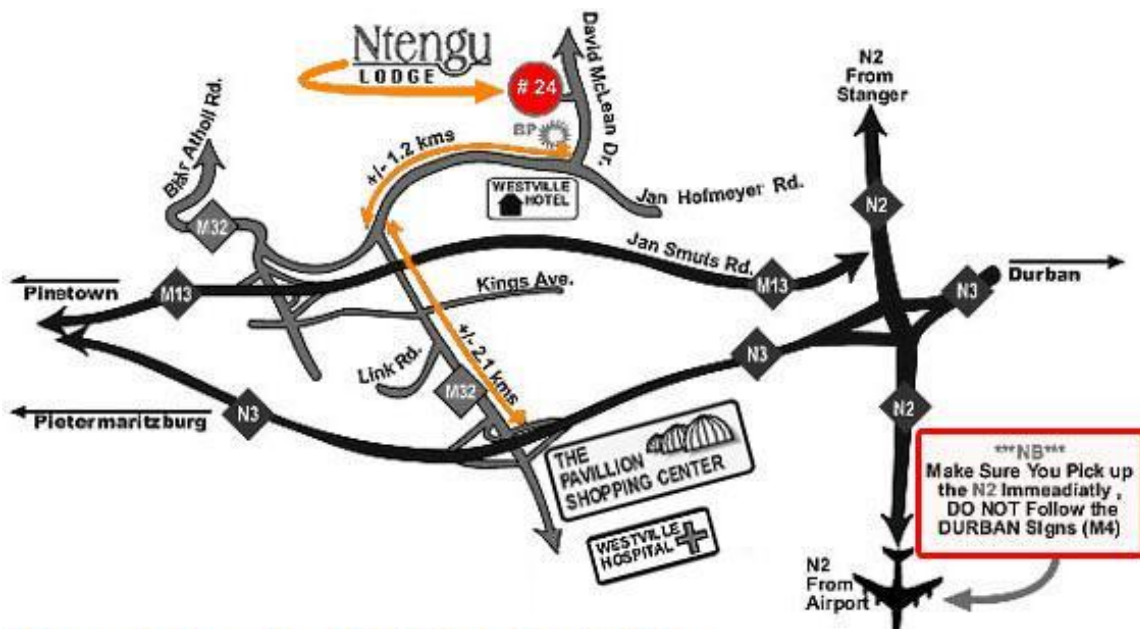 Ntengu
LODGE
# 24
BP
David McLean Dr.
N2
From
Stanger
Blair Atholl Rd.
M32
+/- 1.2 kms
WESTVILLE
HOTEL
Jan Hofmeyer Rd.
N2
Jan Smuts Rd.
M13
N3
Durban
Pinetown
M13
Kings Ave.
+/- 2.1 kms
Link Rd.
M32
N3
N2
Pietermaritzburg
N3
THE
PAVILLION
SHOPPING CENTER
WESTVILLE
HOSPITAL
***NB***
Make Sure You Pick up
the N2 Immeadiatly ,
DO NOT Follow the
DURBAN Signs (M4)
N2
From
Airport